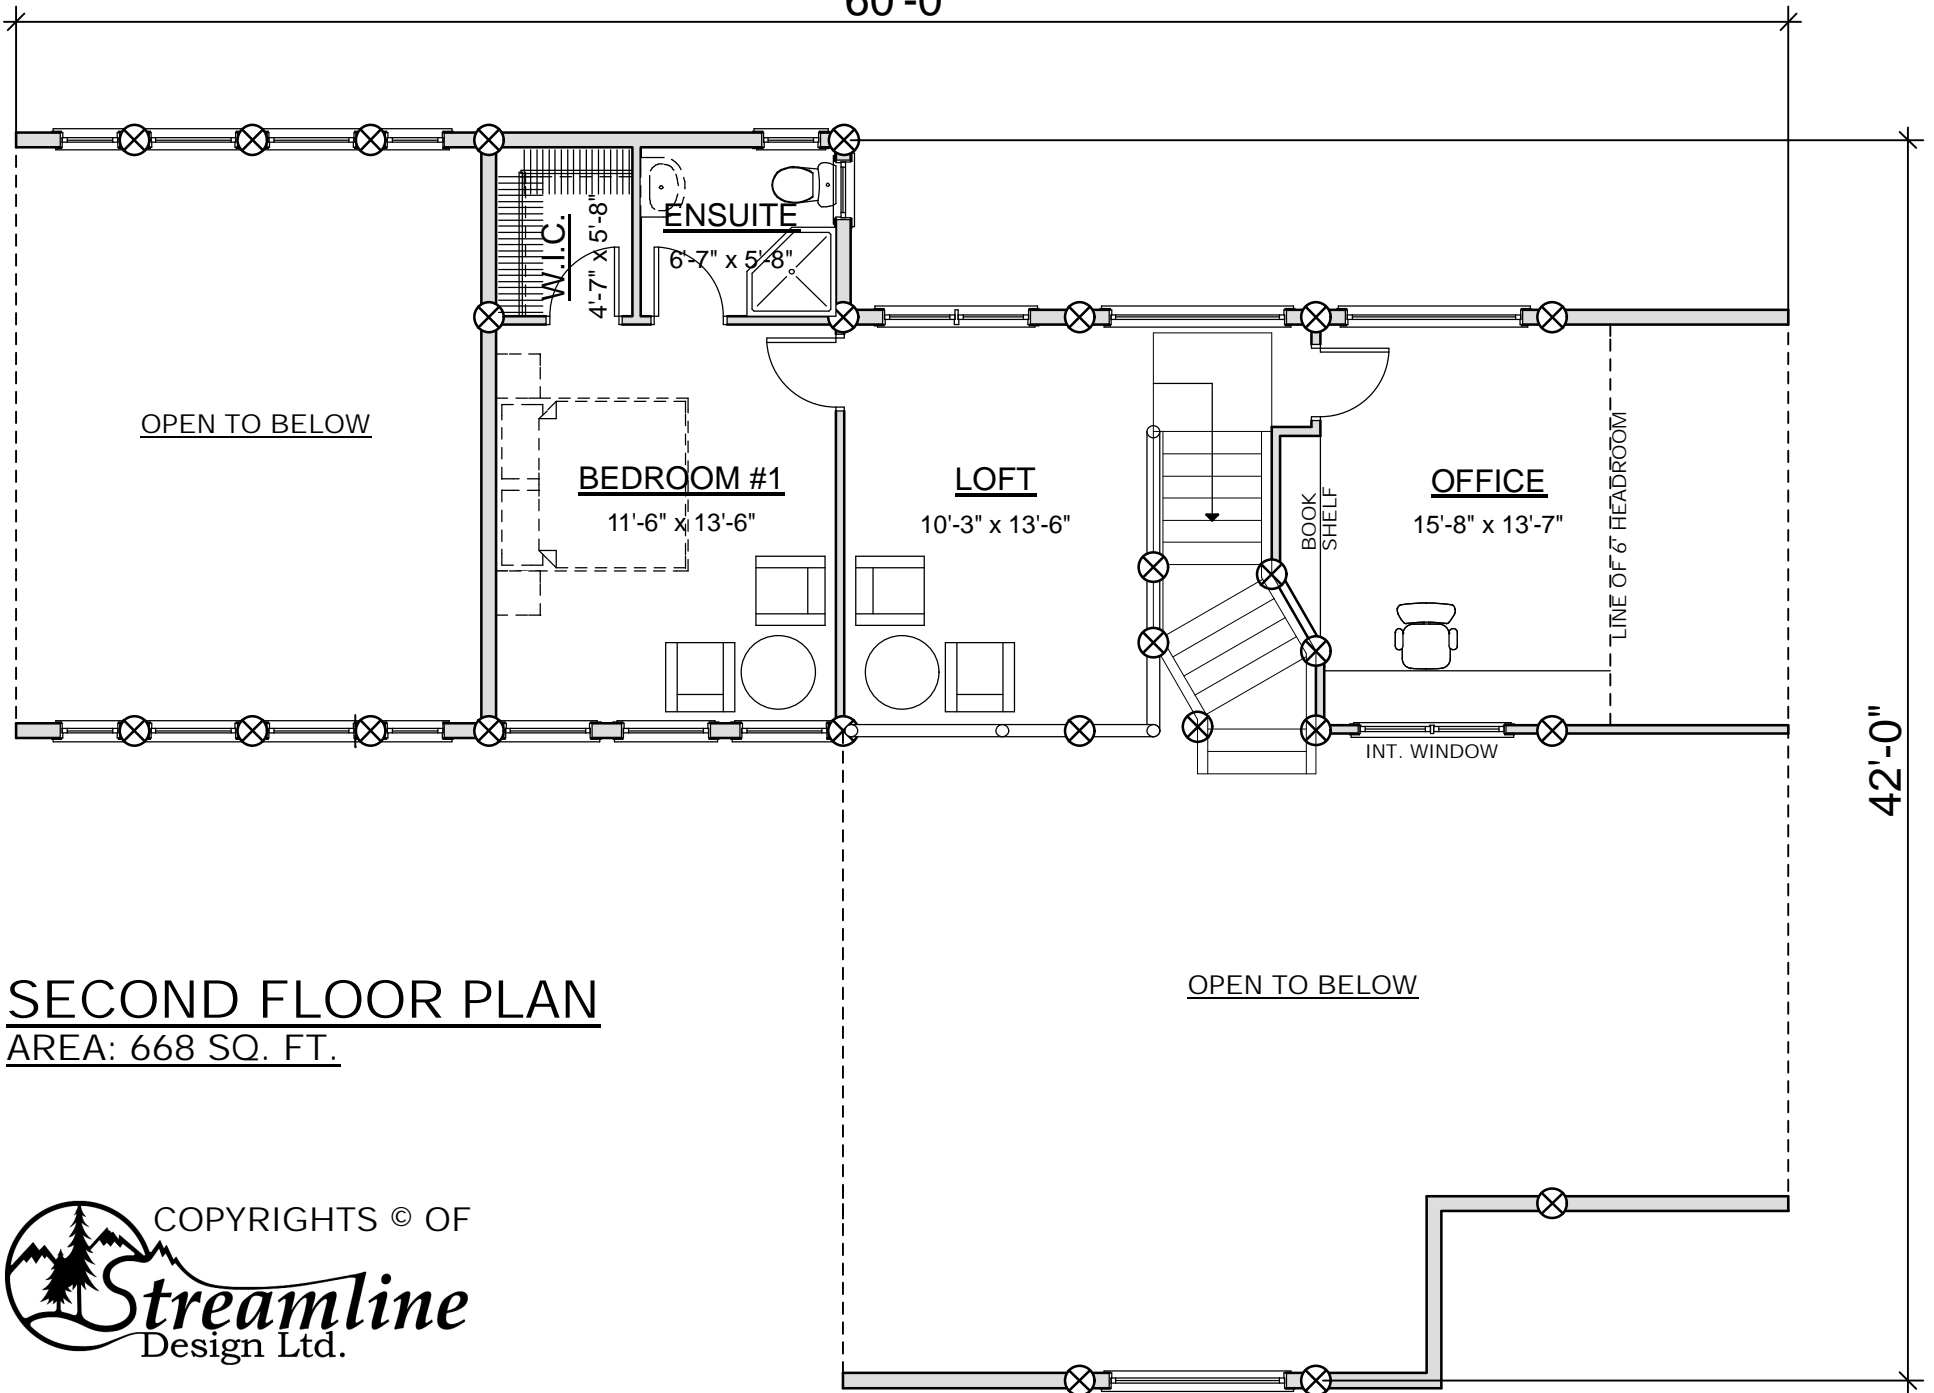 60'-0
W.I.C.
4'-7" x 5'-8"
ENSUITE
6'-7" x 5'-8"
OPEN TO BELOW
BEDROOM #1
11'-6" x 13'-6"
LOFT
10'-3" x 13'-6"
BOOK
SHELF
OFFICE
15'-8" x 13'-7"
LINE OF 6' HEADROOM
INT. WINDOW
42'-0"
OPEN TO BELOW
SECOND FLOOR PLAN
AREA: 668 SQ. FT.
COPYRIGHTS © OF
Streamline
Design Ltd.